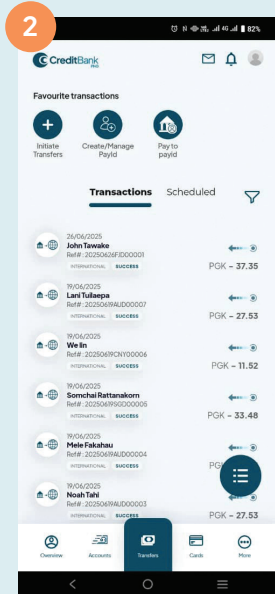 2
82%
CreditBank
PNG
Favourite transactions
Initiate Transfers
Create/Manage PayId
Pay to payid
Transactions
Scheduled
26/06/2025
John Tawake
Ref# : 20250626FJD00001
INTERNATIONAL SUCCESS
PGK - 37.35
19/06/2025
Lani Tuilaepa
Ref# : 20250619AUD00007
INTERNATIONAL SUCCESS
PGK - 27.53
19/06/2025
We lin
Ref# : 20250619CNY00006
INTERNATIONAL SUCCESS
PGK - 11.52
19/06/2025
Somchai Rattanakorn
Ref# : 20250619SGD00005
INTERNATIONAL SUCCESS
PGK - 33.48
19/06/2025
Mele Fakahau
Ref# : 20250619AUD00004
INTERNATIONAL SUCCESS
19/06/2025
Noah Tahi
Ref# : 20250619AUD00003
INTERNATIONAL SUCCESS
PGK - 27.53
Overview
Accounts
Transfers
Cards
More